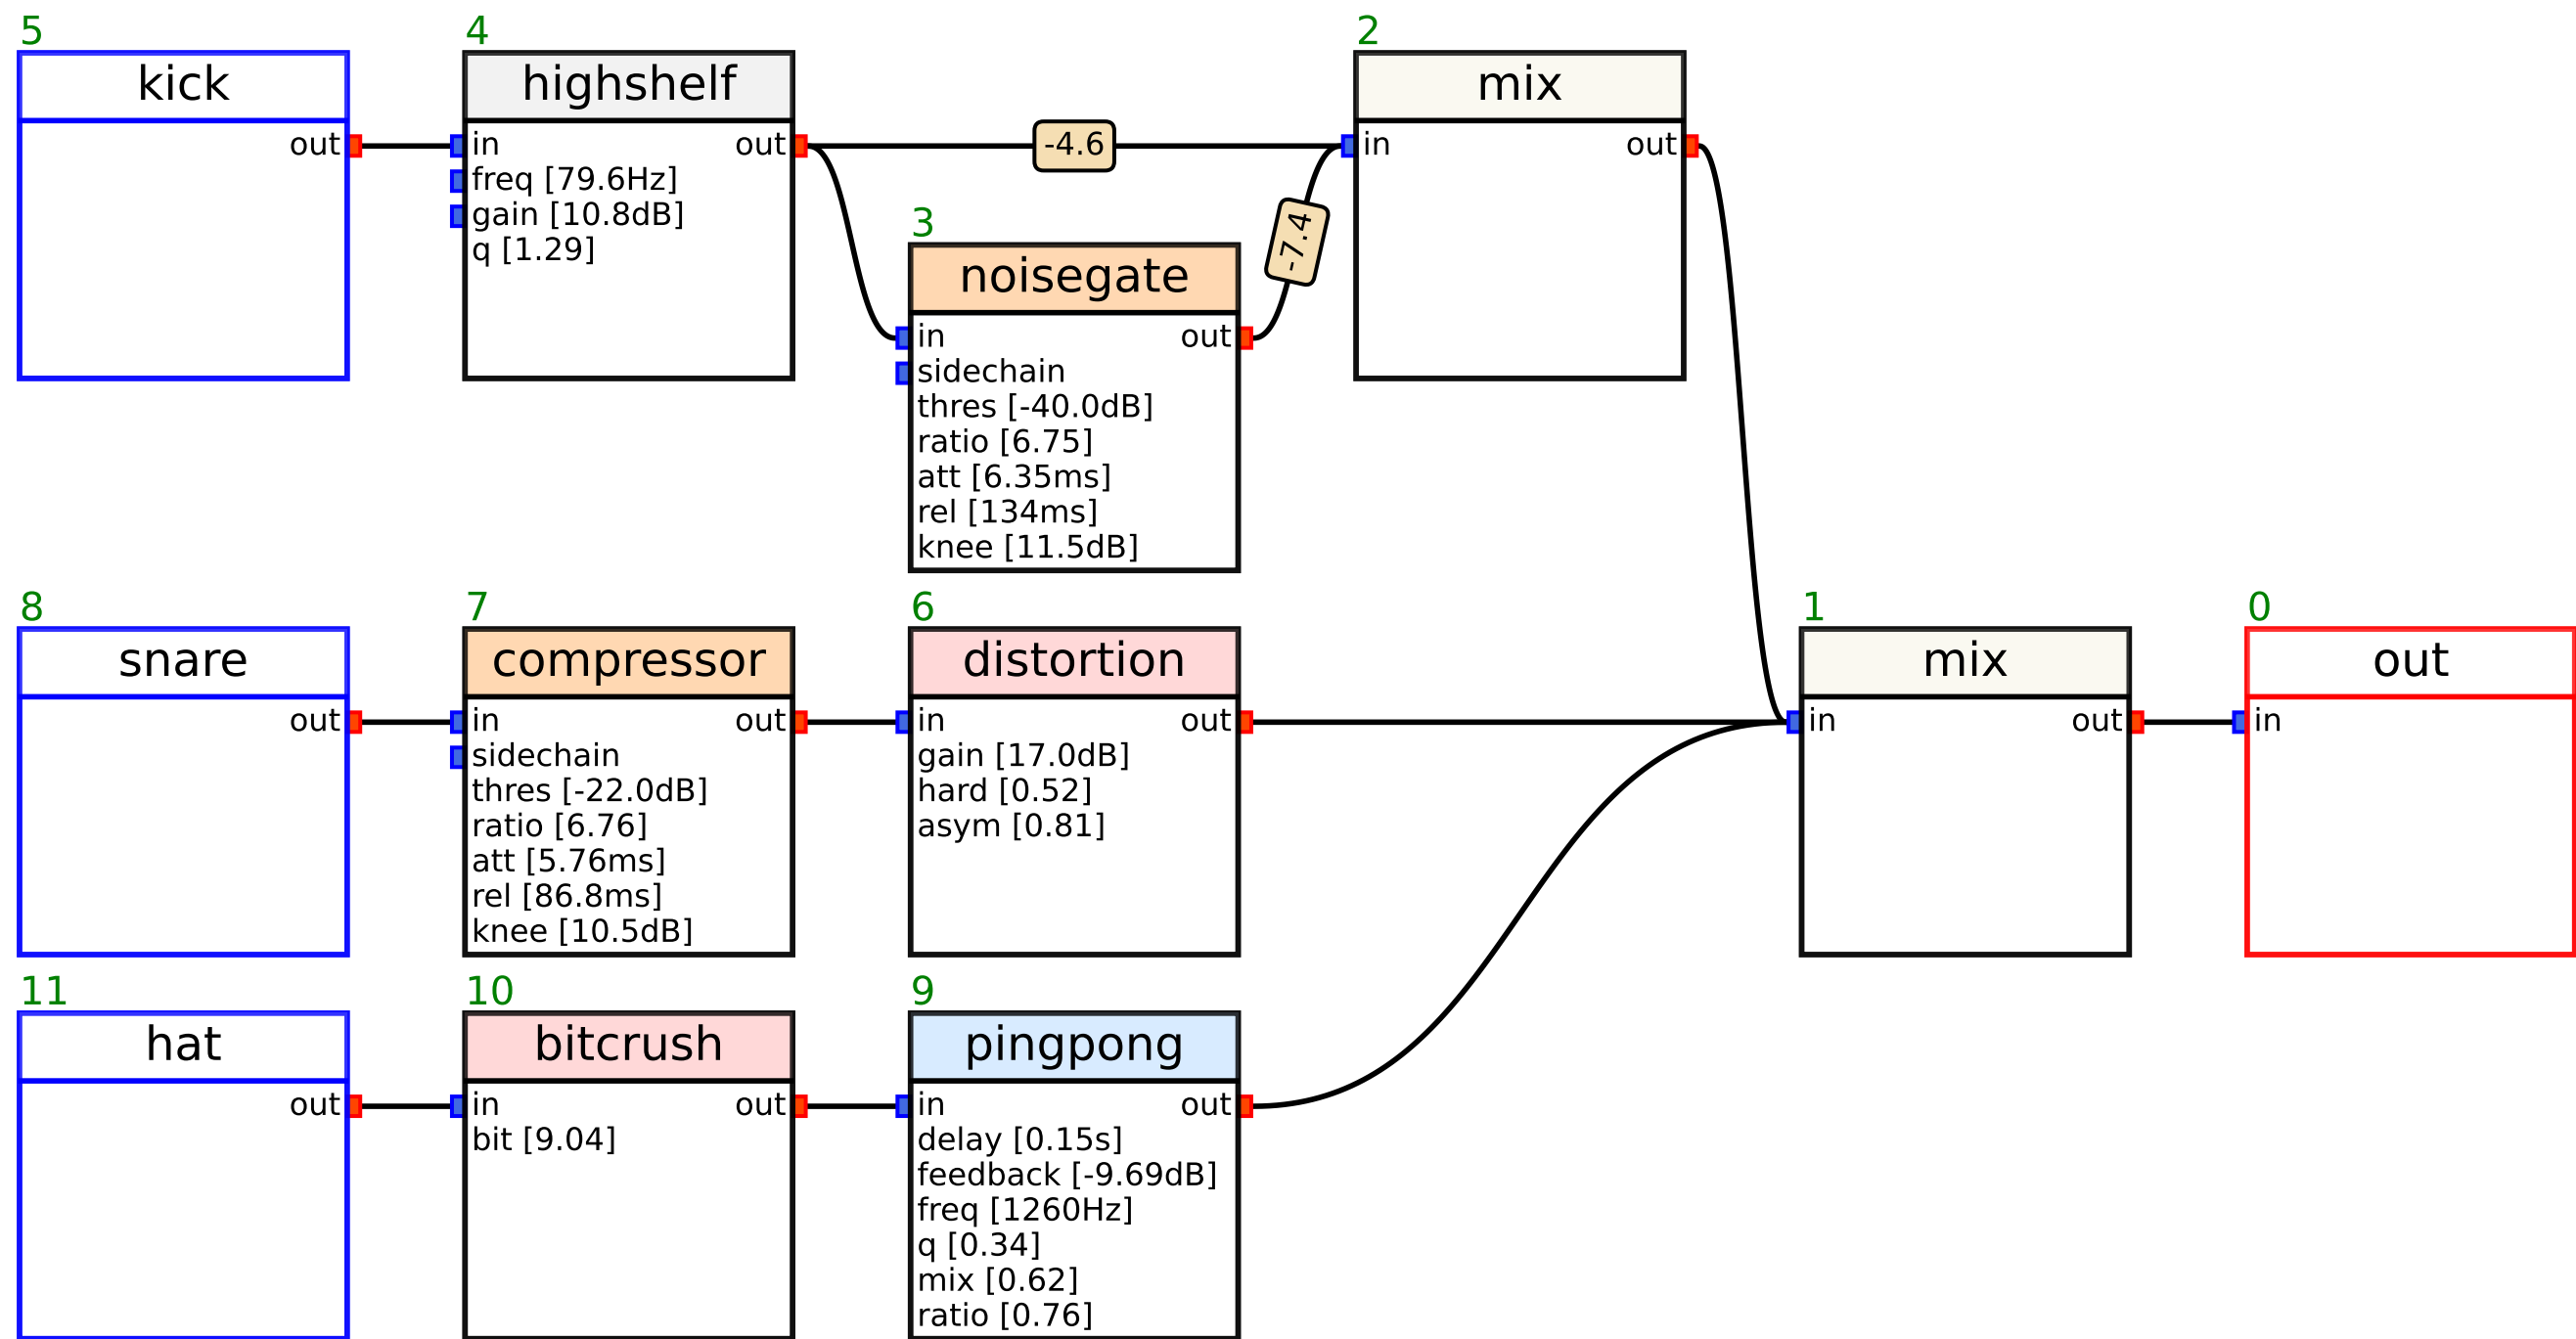 5
kick
out
4
highshelf
in out
freq [79.6Hz]
gain [10.8dB]
q [1.29]
-4.6
3
noisegate
in out
sidechain
thres [-40.0dB]
ratio [6.75]
att [6.35ms]
rel [134ms]
knee [11.5dB]
-7.4
2
mix
in out
8
snare
out
7
compressor
in out
sidechain
thres [-22.0dB]
ratio [6.76]
att [5.76ms]
rel [86.8ms]
knee [10.5dB]
6
distortion
in out
gain [17.0dB]
hard [0.52]
asym [0.81]
1
mix
in out
0
out
in
11
hat
out
10
bitcrush
in out
bit [9.04]
9
pingpong
in out
delay [0.15s]
feedback [-9.69dB]
freq [1260Hz]
q [0.34]
mix [0.62]
ratio [0.76]